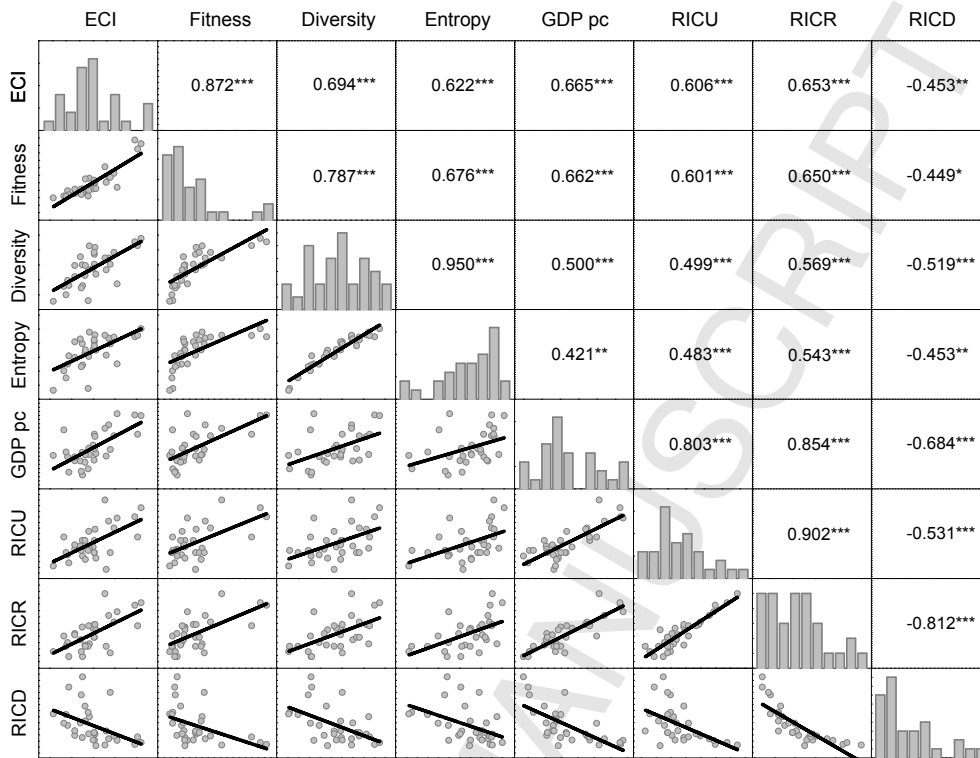 ECI Fitness Diversity Entropy GDP pc RICU RICR RICD
ECI 0.872*** 0.694*** 0.622*** 0.665*** 0.606*** 0.653*** -0.453**
Fitness 0.787*** 0.676*** 0.662*** 0.601*** 0.650*** -0.449*
Diversity 0.950*** 0.500*** 0.499*** 0.569*** -0.519***
Entropy 0.421** 0.483*** 0.543*** -0.453**
GDP pc 0.803*** 0.854*** -0.684***
RICU 0.902*** -0.531***
RICR -0.812***
RICD
ANUSCRIPT